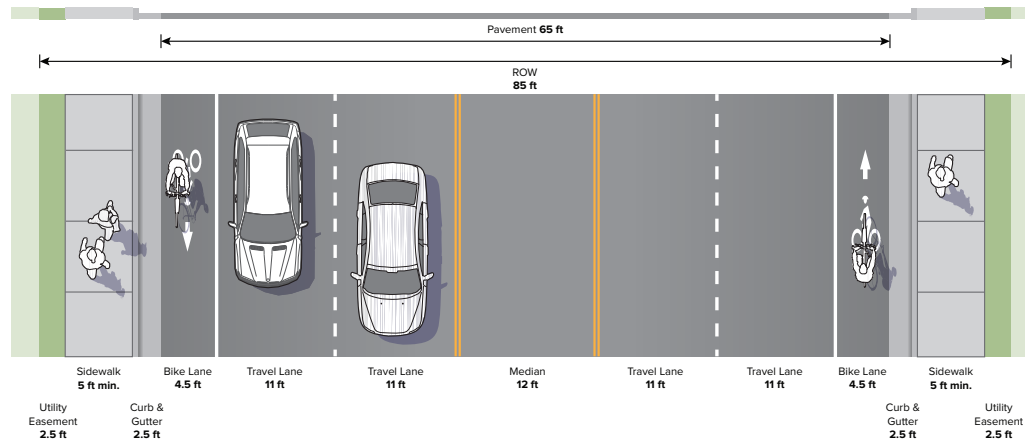 Pavement 65 ft
ROW
85 ft
Sidewalk
5 ft min.
Bike Lane
4.5 ft
Travel Lane
11 ft
Travel Lane
11 ft
Median
12 ft
Travel Lane
11 ft
Travel Lane
11 ft
Bike Lane
4.5 ft
Sidewalk
5 ft min.
Utility
Easement
2.5 ft
Curb &
Gutter
2.5 ft
Curb &
Gutter
2.5 ft
Utility
Easement
2.5 ft